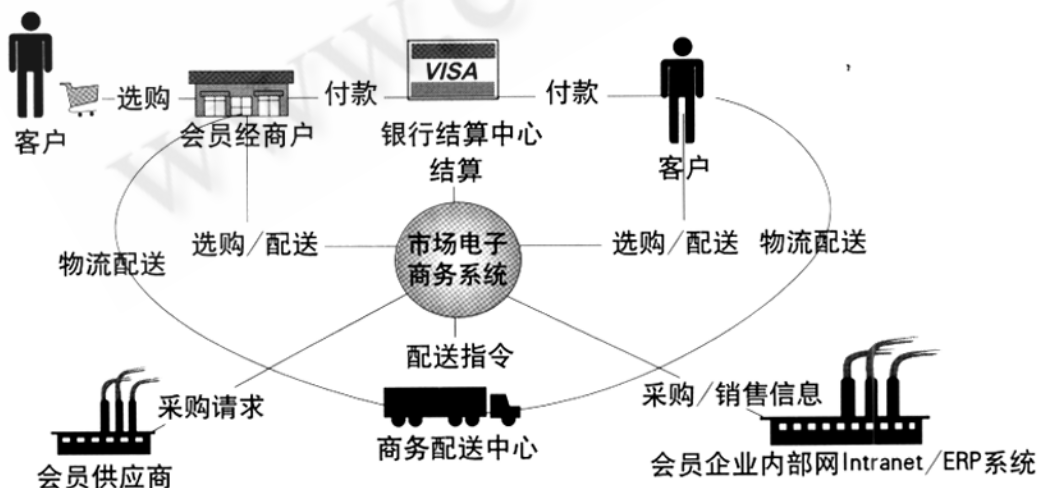 VISA
选购
付款
付款
客户
会员经商户
银行结算中心
结算
客户
选购/配送
市场电子
商务系统
选购/配送
物流配送
物流配送
配送指令
采购请求
采购/销售信息
商务配送中心
会员供应商
会员企业内部网Intranet/ERP系统